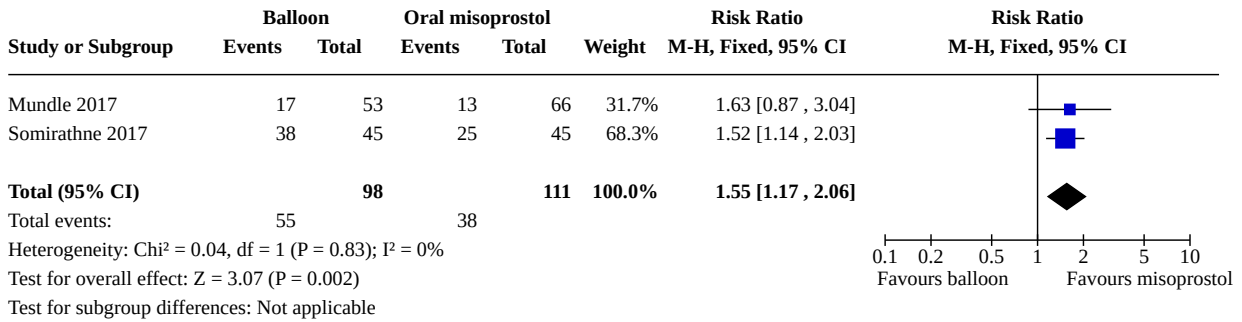 Balloon Oral misoprostol Risk Ratio Risk Ratio
Study or Subgroup Events Total Events Total Weight M-H, Fixed, 95% CI M-H, Fixed, 95% CI
Mundle 2017 17 53 13 66 31.7% 1.63 [0.87 , 3.04]
Somirathne 2017 38 45 25 45 68.3% 1.52 [1.14 , 2.03]
Total (95% CI) 98 111 100.0% 1.55 [1.17 , 2.06]
Total events: 55 38
Heterogeneity: Chi² = 0.04, df = 1 (P = 0.83); I² = 0%
Test for overall effect: Z = 3.07 (P = 0.002)
Test for subgroup differences: Not applicable
0.1 0.2 0.5 1 2 5 10
Favours balloon Favours misoprostol